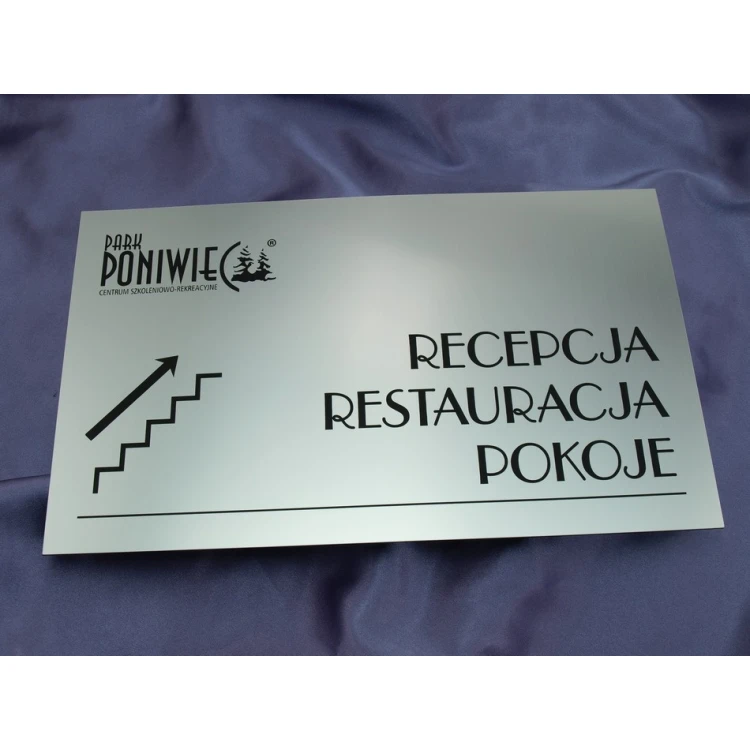 PARK
PONIWIEC®
CENTRUM SZKOLENIOWO-REKREACYJNE
RECEPCJA
RESTAURACJA
POKOJE